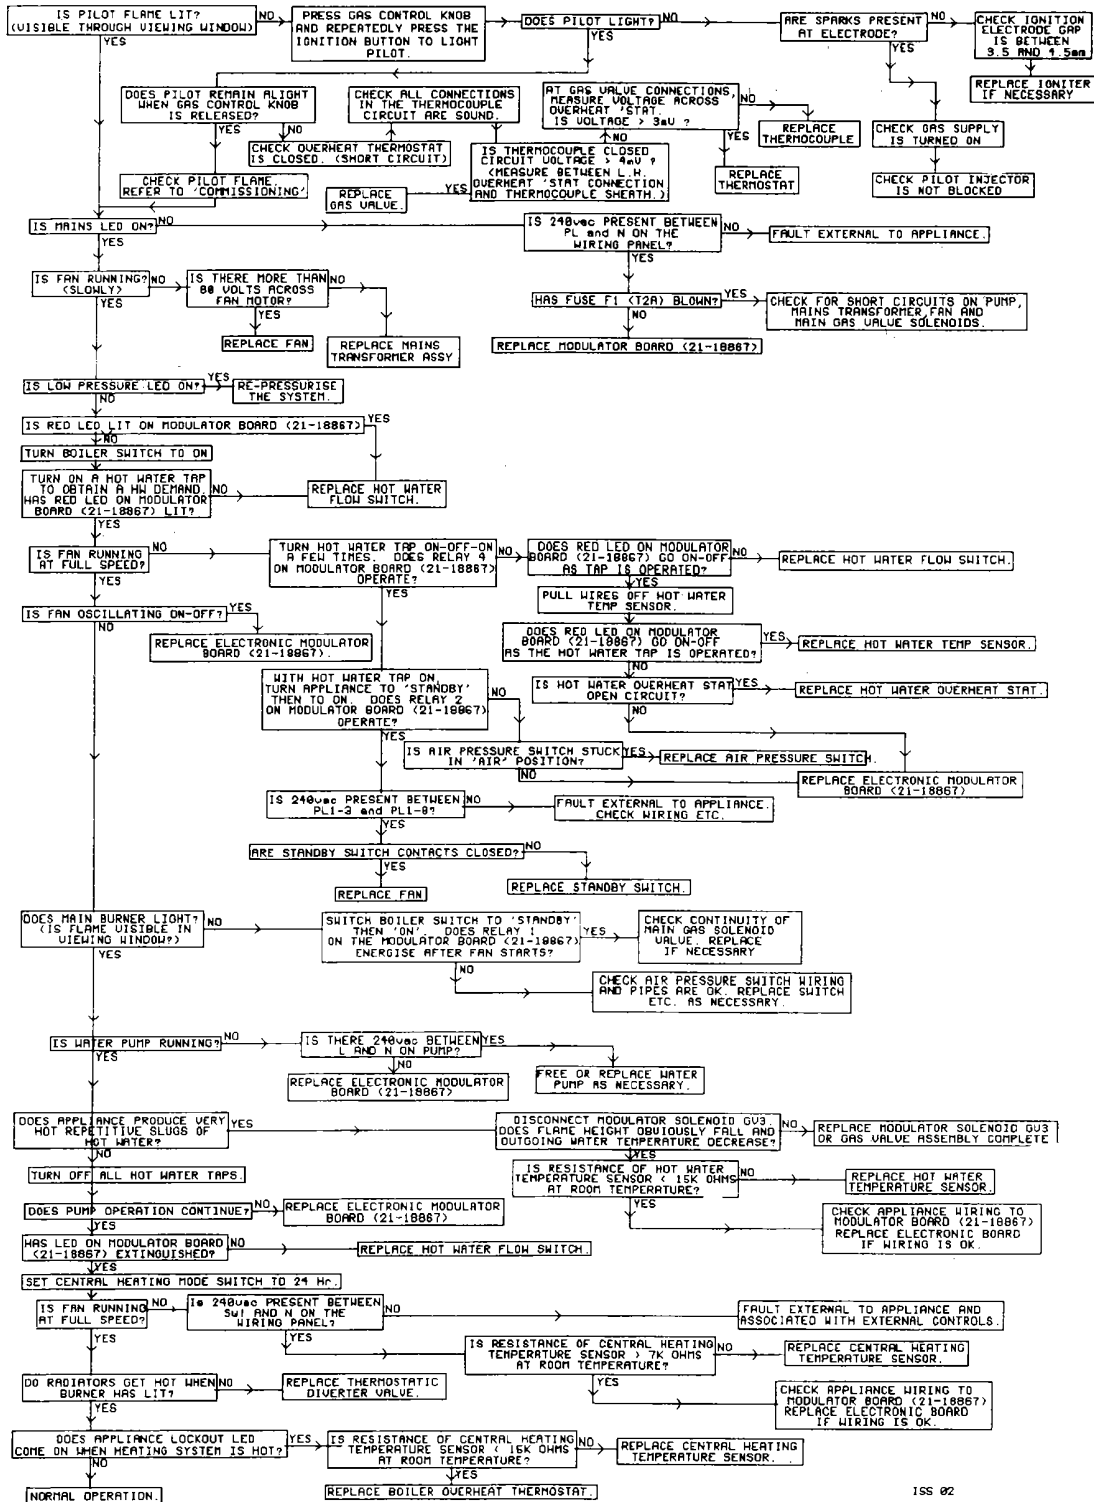 IS PILOT FLAME LIT?
(VISIBLE THROUGH VIEWING WINDOW)
NO
YES
PRESS GAS CONTROL KNOB
AND REPEATEDLY PRESS THE
IGNITION BUTTON TO LIGHT
PILOT.
DOES PILOT LIGHT?
NO
YES
ARE SPARKS PRESENT
AT ELECTRODE?
NO
YES
CHECK IGNITION
ELECTRODE GAP
IS BETWEEN
3.5 AND 4.5mm
REPLACE IGNITER
IF NECESSARY
CHECK GAS SUPPLY
IS TURNED ON
CHECK PILOT INJECTOR
IS NOT BLOCKED
DOES PILOT REMAIN ALIGHT
WHEN GAS CONTROL KNOB
IS RELEASED?
YES
NO
CHECK OVERHEAT THERMOSTAT
IS CLOSED. (SHORT CIRCUIT)
CHECK ALL CONNECTIONS
IN THE THERMOCOUPLE
CIRCUIT ARE SOUND.
AT GAS VALVE CONNECTIONS,
MEASURE VOLTAGE ACROSS
OVERHEAT 'STAT.
IS VOLTAGE > 3mV ?
NO
YES
NO
REPLACE
THERMOCOUPLE
REPLACE
THERMOSTAT
IS THERMOCOUPLE CLOSED
CIRCUIT VOLTAGE > 4mV ?
(MEASURE BETWEEN L.H.
OVERHEAT 'STAT CONNECTION
AND THERMOCOUPLE SHEATH.)
YES
REPLACE
GAS VALVE.
CHECK PILOT FLAME.
REFER TO 'COMMISSIONING'
IS MAINS LED ON?
NO
YES
IS 240vac PRESENT BETWEEN
PL and N ON THE
WIRING PANEL?
NO
YES
FAULT EXTERNAL TO APPLIANCE.
IS FAN RUNNING?
(SLOWLY)
NO
YES
IS THERE MORE THAN
80 VOLTS ACROSS
FAN MOTOR?
NO
YES
REPLACE FAN
REPLACE MAINS
TRANSFORMER ASSY
HAS FUSE F1 (T2A) BLOWN?
YES
NO
CHECK FOR SHORT CIRCUITS ON PUMP,
MAINS TRANSFORMER,FAN AND
MAIN GAS VALVE SOLENOIDS.
REPLACE MODULATOR BOARD (21-18867)
IS LOW PRESSURE LED ON?
YES
NO
RE-PRESSURISE
THE SYSTEM.
IS RED LED LIT ON MODULATOR BOARD (21-18867)
YES
NO
TURN BOILER SWITCH TO ON
TURN ON A HOT WATER TAP
TO OBTAIN A HW DEMAND.
HAS RED LED ON MODULATOR
BOARD (21-18867) LIT?
NO
YES
REPLACE HOT WATER
FLOW SWITCH.
IS FAN RUNNING
AT FULL SPEED?
NO
YES
TURN HOT WATER TAP ON-OFF-ON
A FEW TIMES. DOES RELAY 4
ON MODULATOR BOARD (21-18867)
OPERATE?
NO
YES
DOES RED LED ON MODULATOR
BOARD (21-18867) GO ON-OFF
AS TAP IS OPERATED?
NO
YES
REPLACE HOT WATER FLOW SWITCH.
PULL WIRES OFF HOT WATER
TEMP SENSOR.
IS FAN OSCILLATING ON-OFF?
YES
NO
REPLACE ELECTRONIC MODULATOR
BOARD (21-18867).
DOES RED LED ON MODULATOR
BOARD (21-18867) GO ON-OFF
AS THE HOT WATER TAP IS OPERATED?
YES
NO
REPLACE HOT WATER TEMP SENSOR.
WITH HOT WATER TAP ON,
TURN APPLIANCE TO 'STANDBY'
THEN TO ON. DOES RELAY 2
ON MODULATOR BOARD (21-18867)
OPERATE?
NO
YES
IS HOT WATER OVERHEAT STAT
OPEN CIRCUIT?
YES
NO
REPLACE HOT WATER OVERHEAT STAT.
IS AIR PRESSURE SWITCH STUCK
IN 'AIR' POSITION?
YES
NO
REPLACE AIR PRESSURE SWITCH.
REPLACE ELECTRONIC MODULATOR
BOARD (21-18867)
IS 240vac PRESENT BETWEEN
PL1-3 and PL1-8?
NO
YES
FAULT EXTERNAL TO APPLIANCE.
CHECK WIRING ETC.
ARE STANDBY SWITCH CONTACTS CLOSED?
NO
YES
REPLACE STANDBY SWITCH.
REPLACE FAN
DOES MAIN BURNER LIGHT?
(IS FLAME VISIBLE IN
VIEWING WINDOW?)
NO
YES
SWITCH BOILER SWITCH TO 'STANDBY'
THEN 'ON'. DOES RELAY 1
ON THE MODULATOR BOARD (21-18867)
ENERGISE AFTER FAN STARTS?
YES
NO
CHECK CONTINUITY OF
MAIN GAS SOLENOID
VALVE. REPLACE
IF NECESSARY
CHECK AIR PRESSURE SWITCH WIRING
AND PIPES ARE OK. REPLACE SWITCH
ETC. AS NECESSARY.
IS WATER PUMP RUNNING?
NO
YES
IS THERE 240vac BETWEEN
L AND N ON PUMP?
YES
NO
FREE OR REPLACE WATER
PUMP AS NECESSARY.
REPLACE ELECTRONIC MODULATOR
BOARD (21-18867)
DOES APPLIANCE PRODUCE VERY
HOT REPETITIVE SLUGS OF
HOT WATER?
YES
NO
DISCONNECT MODULATOR SOLENOID GV3.
DOES FLAME HEIGHT OBVIOUSLY FALL AND
OUTGOING WATER TEMPERATURE DECREASE?
NO
YES
REPLACE MODULATOR SOLENOID GV3
OR GAS VALVE ASSEMBLY COMPLETE
TURN OFF ALL HOT WATER TAPS.
IS RESISTANCE OF HOT WATER
TEMPERATURE SENSOR < 15K OHMS
AT ROOM TEMPERATURE?
NO
YES
REPLACE HOT WATER
TEMPERATURE SENSOR.
DOES PUMP OPERATION CONTINUE?
NO
YES
REPLACE ELECTRONIC MODULATOR
BOARD (21-18867)
CHECK APPLIANCE WIRING TO
MODULATOR BOARD (21-18867)
REPLACE ELECTRONIC BOARD
IF WIRING IS OK.
HAS LED ON MODULATOR BOARD
(21-18867) EXTINGUISHED?
NO
YES
REPLACE HOT WATER FLOW SWITCH.
SET CENTRAL HEATING MODE SWITCH TO 24 Hr.
IS FAN RUNNING
AT FULL SPEED?
NO
YES
Is 240vac PRESENT BETWEEN
SW1 AND N ON THE
WIRING PANEL?
NO
YES
FAULT EXTERNAL TO APPLIANCE AND
ASSOCIATED WITH EXTERNAL CONTROLS.
IS RESISTANCE OF CENTRAL HEATING
TEMPERATURE SENSOR > 7K OHMS
AT ROOM TEMPERATURE?
NO
YES
REPLACE CENTRAL HEATING
TEMPERATURE SENSOR.
DO RADIATORS GET HOT WHEN
BURNER HAS LIT?
NO
YES
REPLACE THERMOSTATIC
DIVERTER VALVE.
CHECK APPLIANCE WIRING TO
MODULATOR BOARD (21-18867)
REPLACE ELECTRONIC BOARD
IF WIRING IS OK.
DOES APPLIANCE LOCKOUT LED
COME ON WHEN HEATING SYSTEM IS HOT?
YES
NO
IS RESISTANCE OF CENTRAL HEATING
TEMPERATURE SENSOR < 15K OHMS
AT ROOM TEMPERATURE?
NO
YES
REPLACE CENTRAL HEATING
TEMPERATURE SENSOR.
REPLACE BOILER OVERHEAT THERMOSTAT.
NORMAL OPERATION.
ISS 02